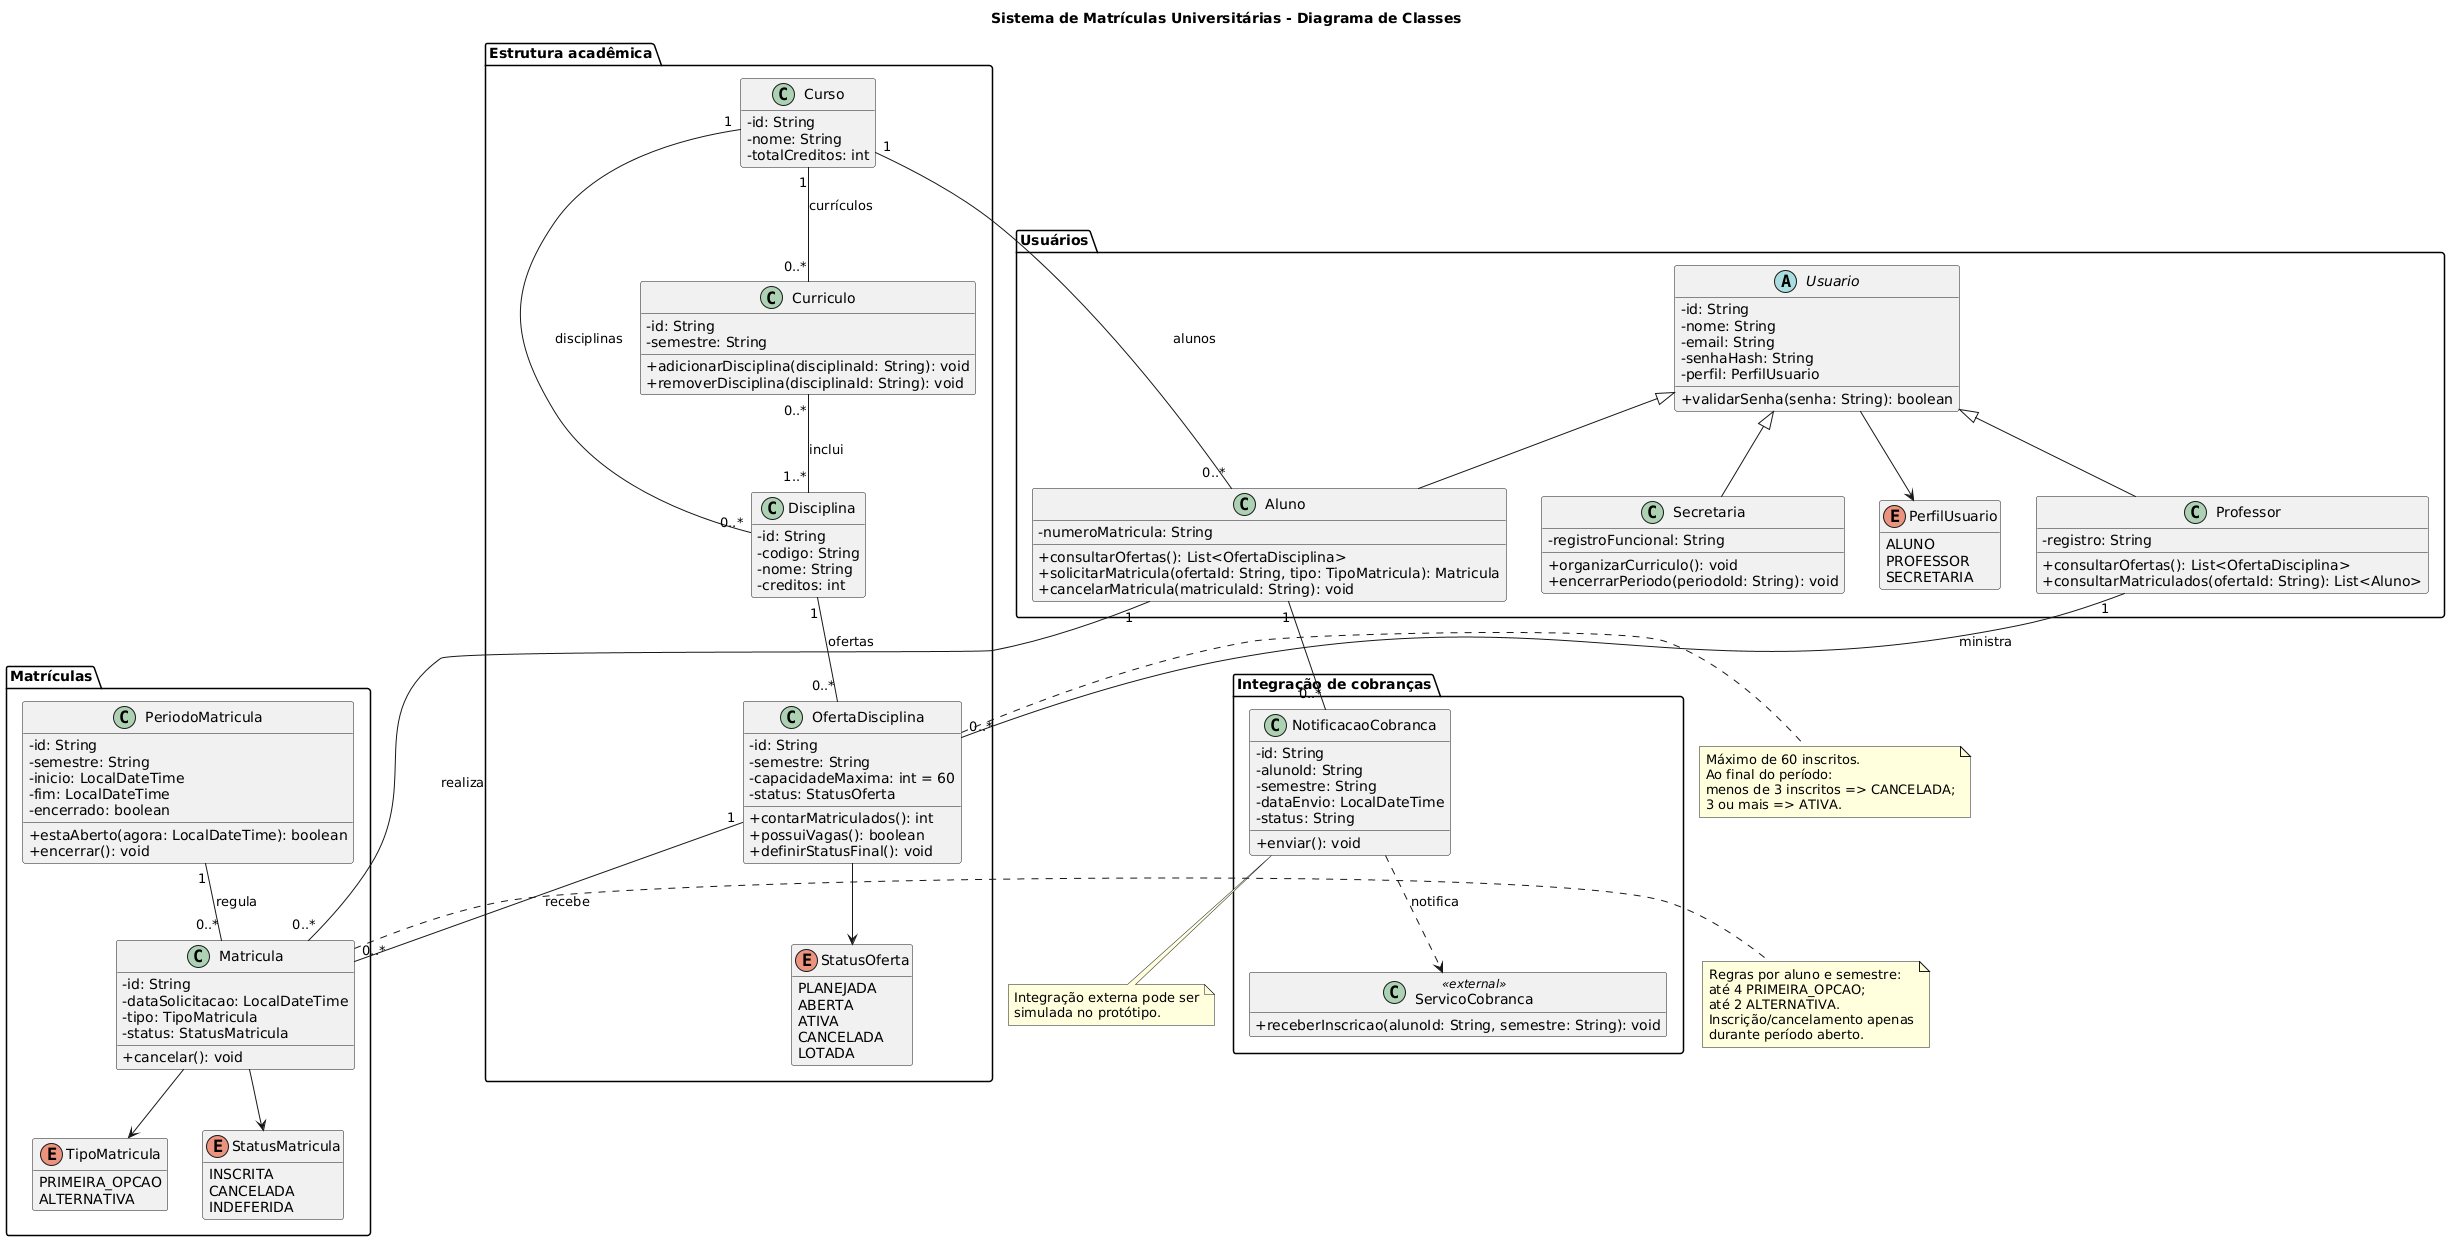 Sistema de Matrículas Universitárias - Diagrama de Classes
Estrutura acadêmica
C Curso
-id: String
-nome: String
-totalCreditos: int
1
1
1
currículos
disciplinas
alunos
0..*
C Curriculo
-id: String
-semestre: String
+adicionarDisciplina(disciplinaId: String): void
+removerDisciplina(disciplinaId: String): void
0..*
inclui
1..*
0..*
C Disciplina
-id: String
-codigo: String
-nome: String
-creditos: int
1
ofertas
0..*
C OfertaDisciplina
-id: String
-semestre: String
-capacidadeMaxima: int = 60
-status: StatusOferta
+contarMatriculados(): int
+possuiVagas(): boolean
+definirStatusFinal(): void
0..*
1
recebe
E StatusOferta
PLANEJADA
ABERTA
ATIVA
CANCELADA
LOTADA
Usuários
A Usuario
-id: String
-nome: String
-email: String
-senhaHash: String
-perfil: PerfilUsuario
+validarSenha(senha: String): boolean
0..*
C Aluno
-numeroMatricula: String
+consultarOfertas(): List<OfertaDisciplina>
+solicitarMatricula(ofertaId: String, tipo: TipoMatricula): Matricula
+cancelarMatricula(matriculaId: String): void
1
1
C Secretaria
-registroFuncional: String
+organizarCurriculo(): void
+encerrarPeriodo(periodoId: String): void
E PerfilUsuario
ALUNO
PROFESSOR
SECRETARIA
C Professor
-registro: String
+consultarOfertas(): List<OfertaDisciplina>
+consultarMatriculados(ofertaId: String): List<Aluno>
1
ministra
Matrículas
C PeriodoMatricula
-id: String
-semestre: String
-inicio: LocalDateTime
-fim: LocalDateTime
-encerrado: boolean
+estaAberto(agora: LocalDateTime): boolean
+encerrar(): void
realiza
1
regula
0..*
0..*
0..*
C Matricula
-id: String
-dataSolicitacao: LocalDateTime
-tipo: TipoMatricula
-status: StatusMatricula
+cancelar(): void
E TipoMatricula
PRIMEIRA_OPCAO
ALTERNATIVA
E StatusMatricula
INSCRITA
CANCELADA
INDEFERIDA
Integração de cobranças
0..*
C NotificacaoCobranca
-id: String
-alunoId: String
-semestre: String
-dataEnvio: LocalDateTime
-status: String
+enviar(): void
notifica
C «external»
ServicoCobranca
+receberInscricao(alunoId: String, semestre: String): void
Integração externa pode ser
simulada no protótipo.
Máximo de 60 inscritos.
Ao final do período:
menos de 3 inscritos => CANCELADA;
3 ou mais => ATIVA.
Regras por aluno e semestre:
até 4 PRIMEIRA_OPCAO;
até 2 ALTERNATIVA.
Inscrição/cancelamento apenas
durante período aberto.